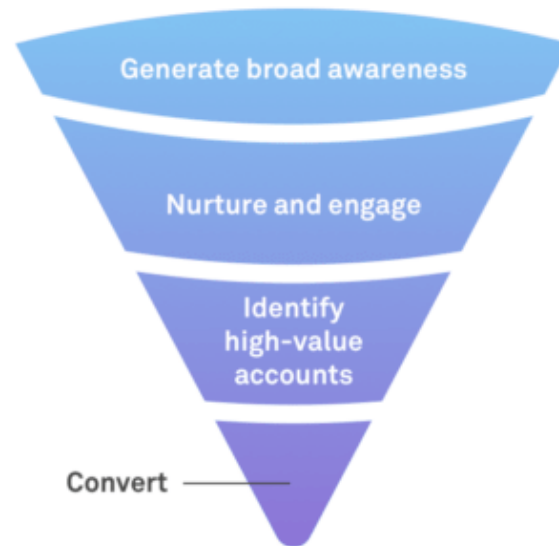 Generate broad awareness
Nurture and engage
Identify
high-value
accounts
Convert